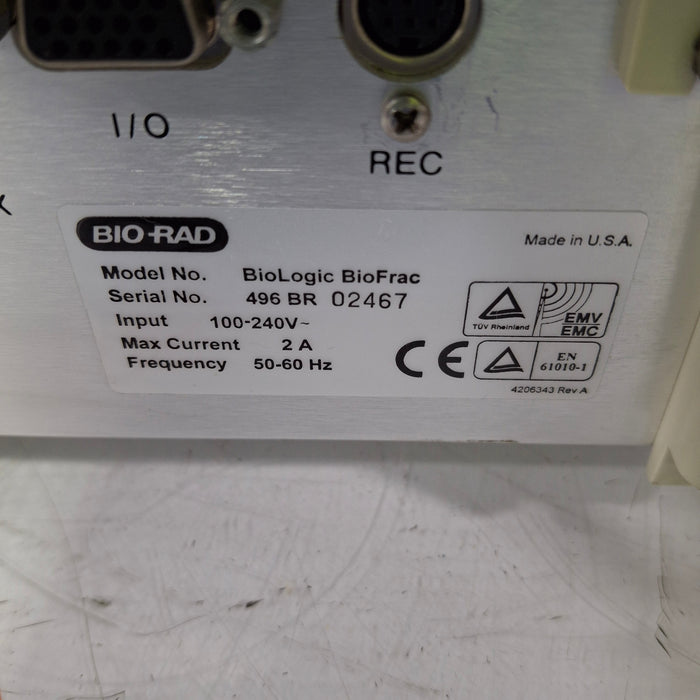 I/O
REC
BIO-RAD
Made in U.S.A.
Model No. BioLogic BioFrac
Serial No. 496 BR 02467
Input 100-240V~
Max Current 2 A
Frequency 50-60 Hz
TÜV Rheinland
EMV
EMC
CE
EN
61010-1
4206343 Rev A